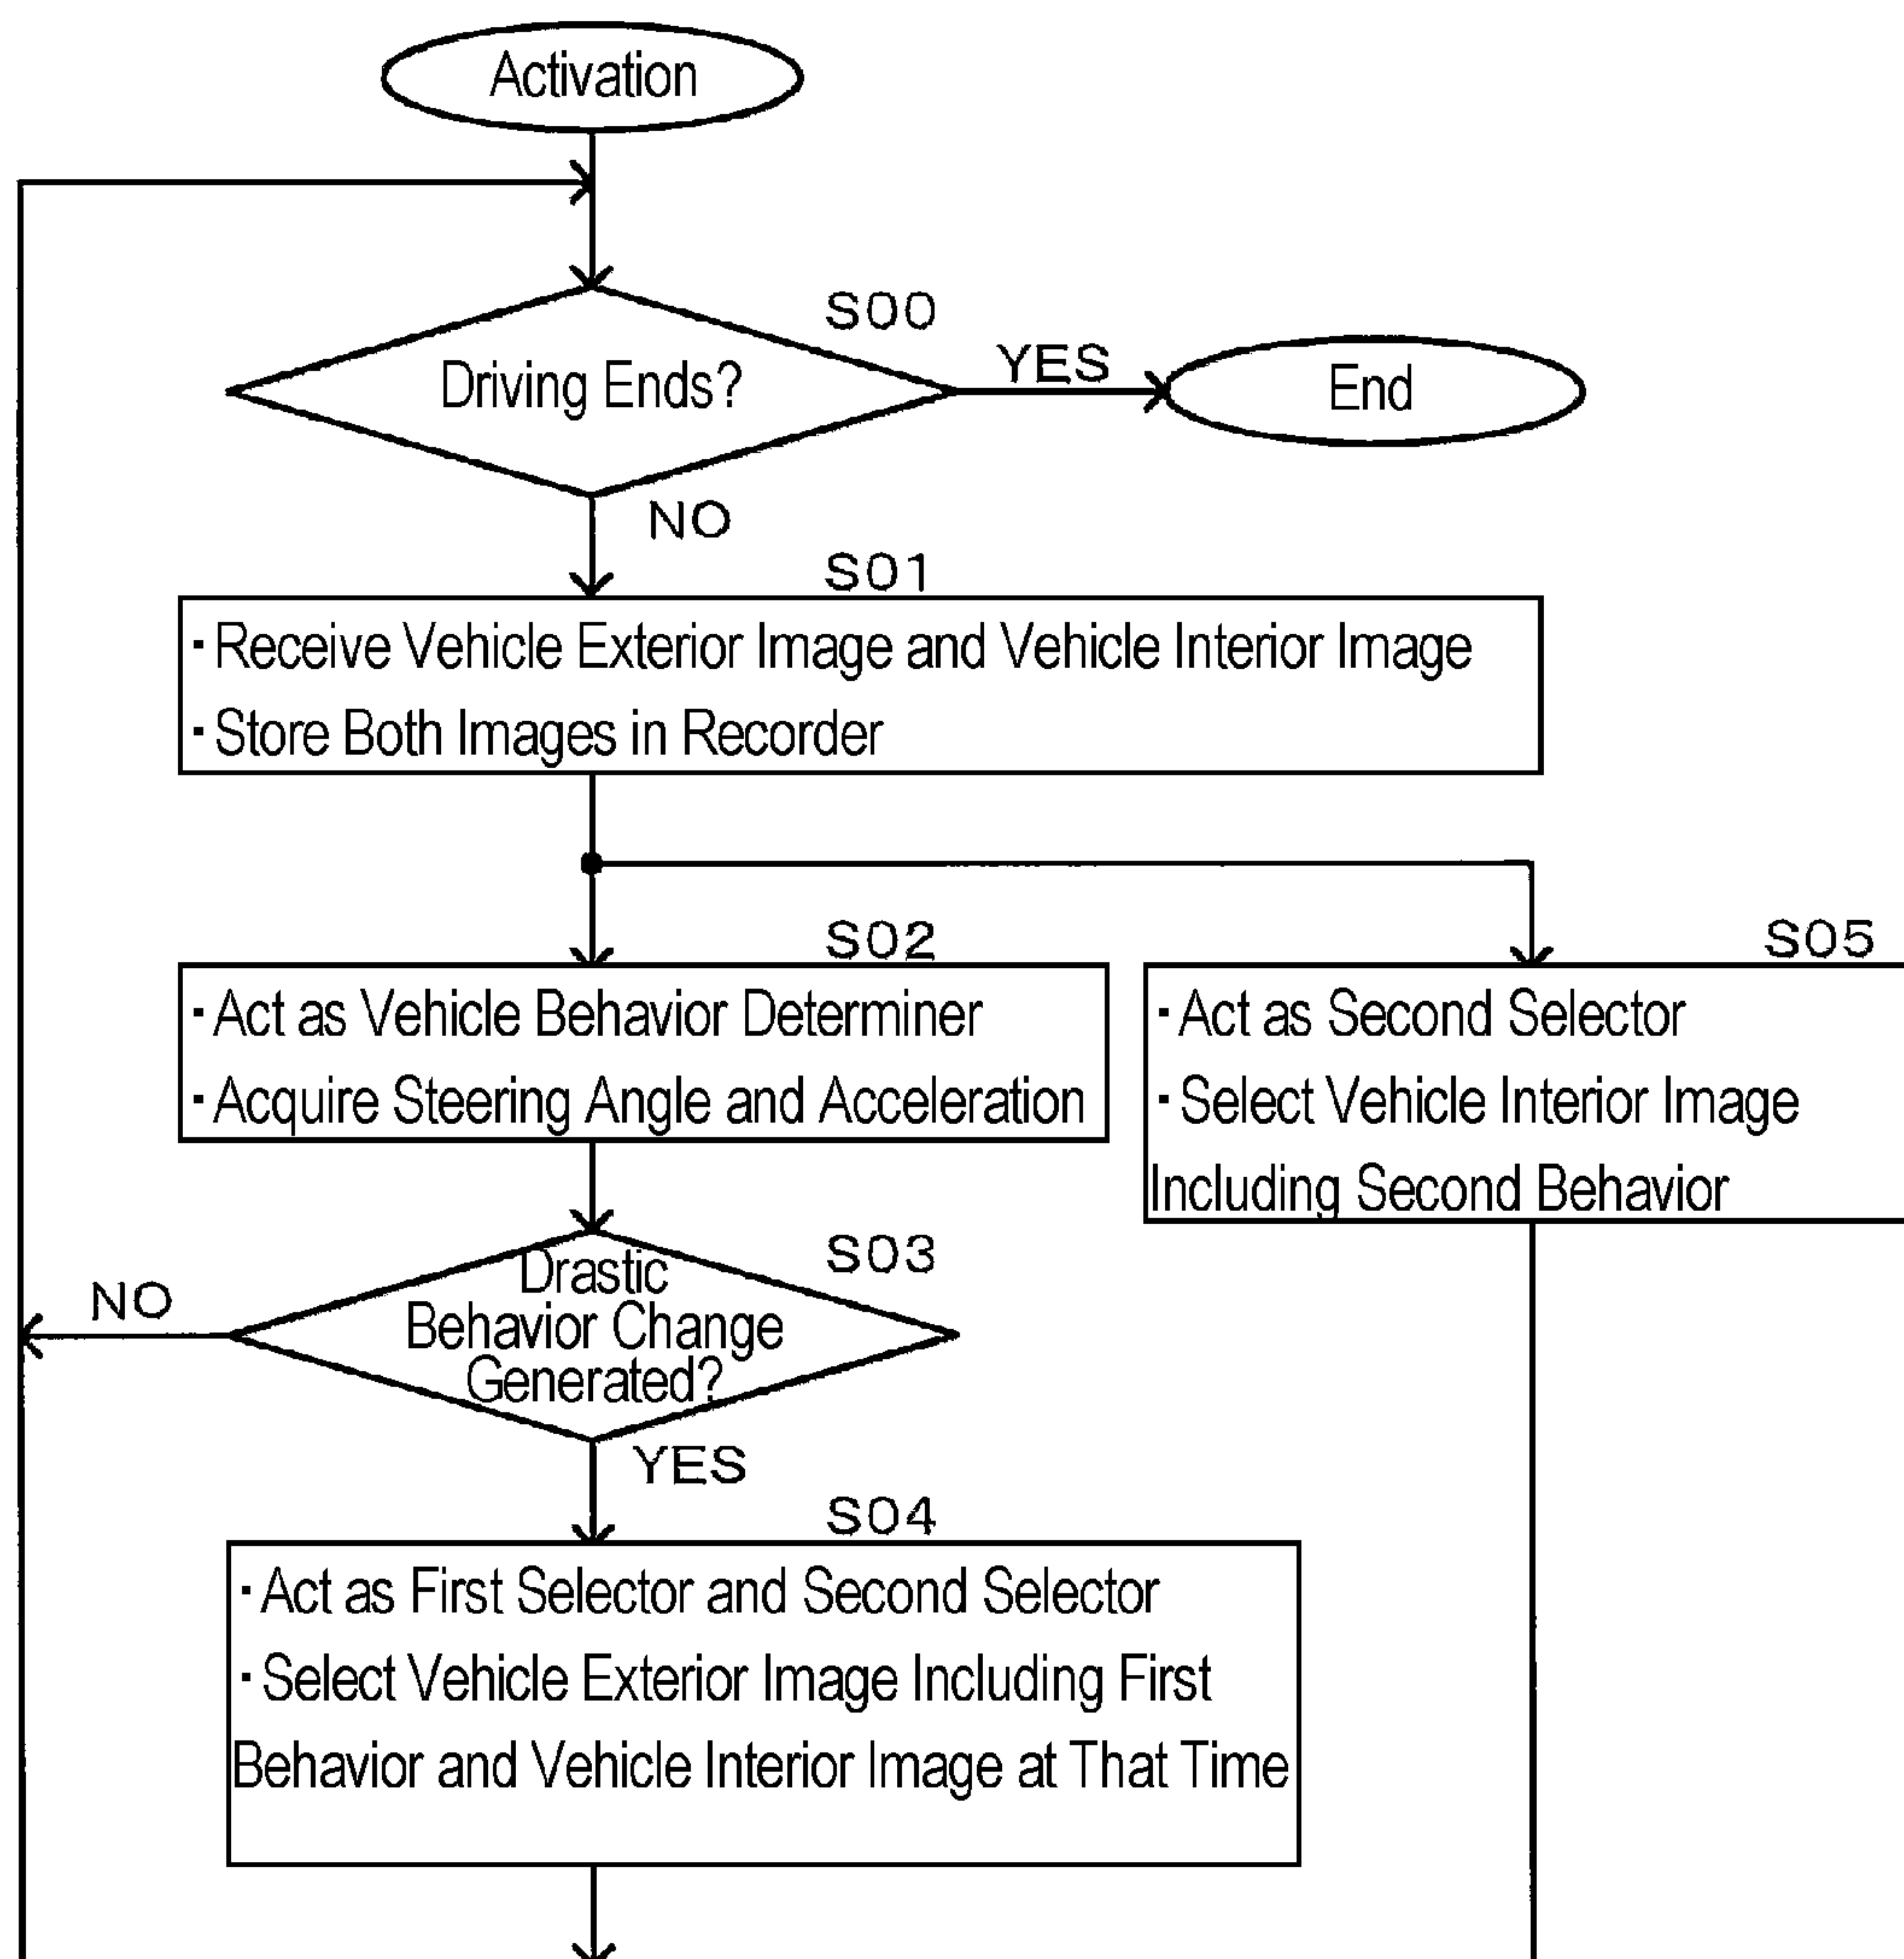 Activation
S00
Driving Ends?
YES
End
NO
S01
· Receive Vehicle Exterior Image and Vehicle Interior Image
· Store Both Images in Recorder
S02
· Act as Vehicle Behavior Determiner
· Acquire Steering Angle and Acceleration
S05
· Act as Second Selector
· Select Vehicle Interior Image
Including Second Behavior
S03
Drastic
Behavior Change
Generated?
NO
YES
S04
· Act as First Selector and Second Selector
· Select Vehicle Exterior Image Including First
Behavior and Vehicle Interior Image at That Time